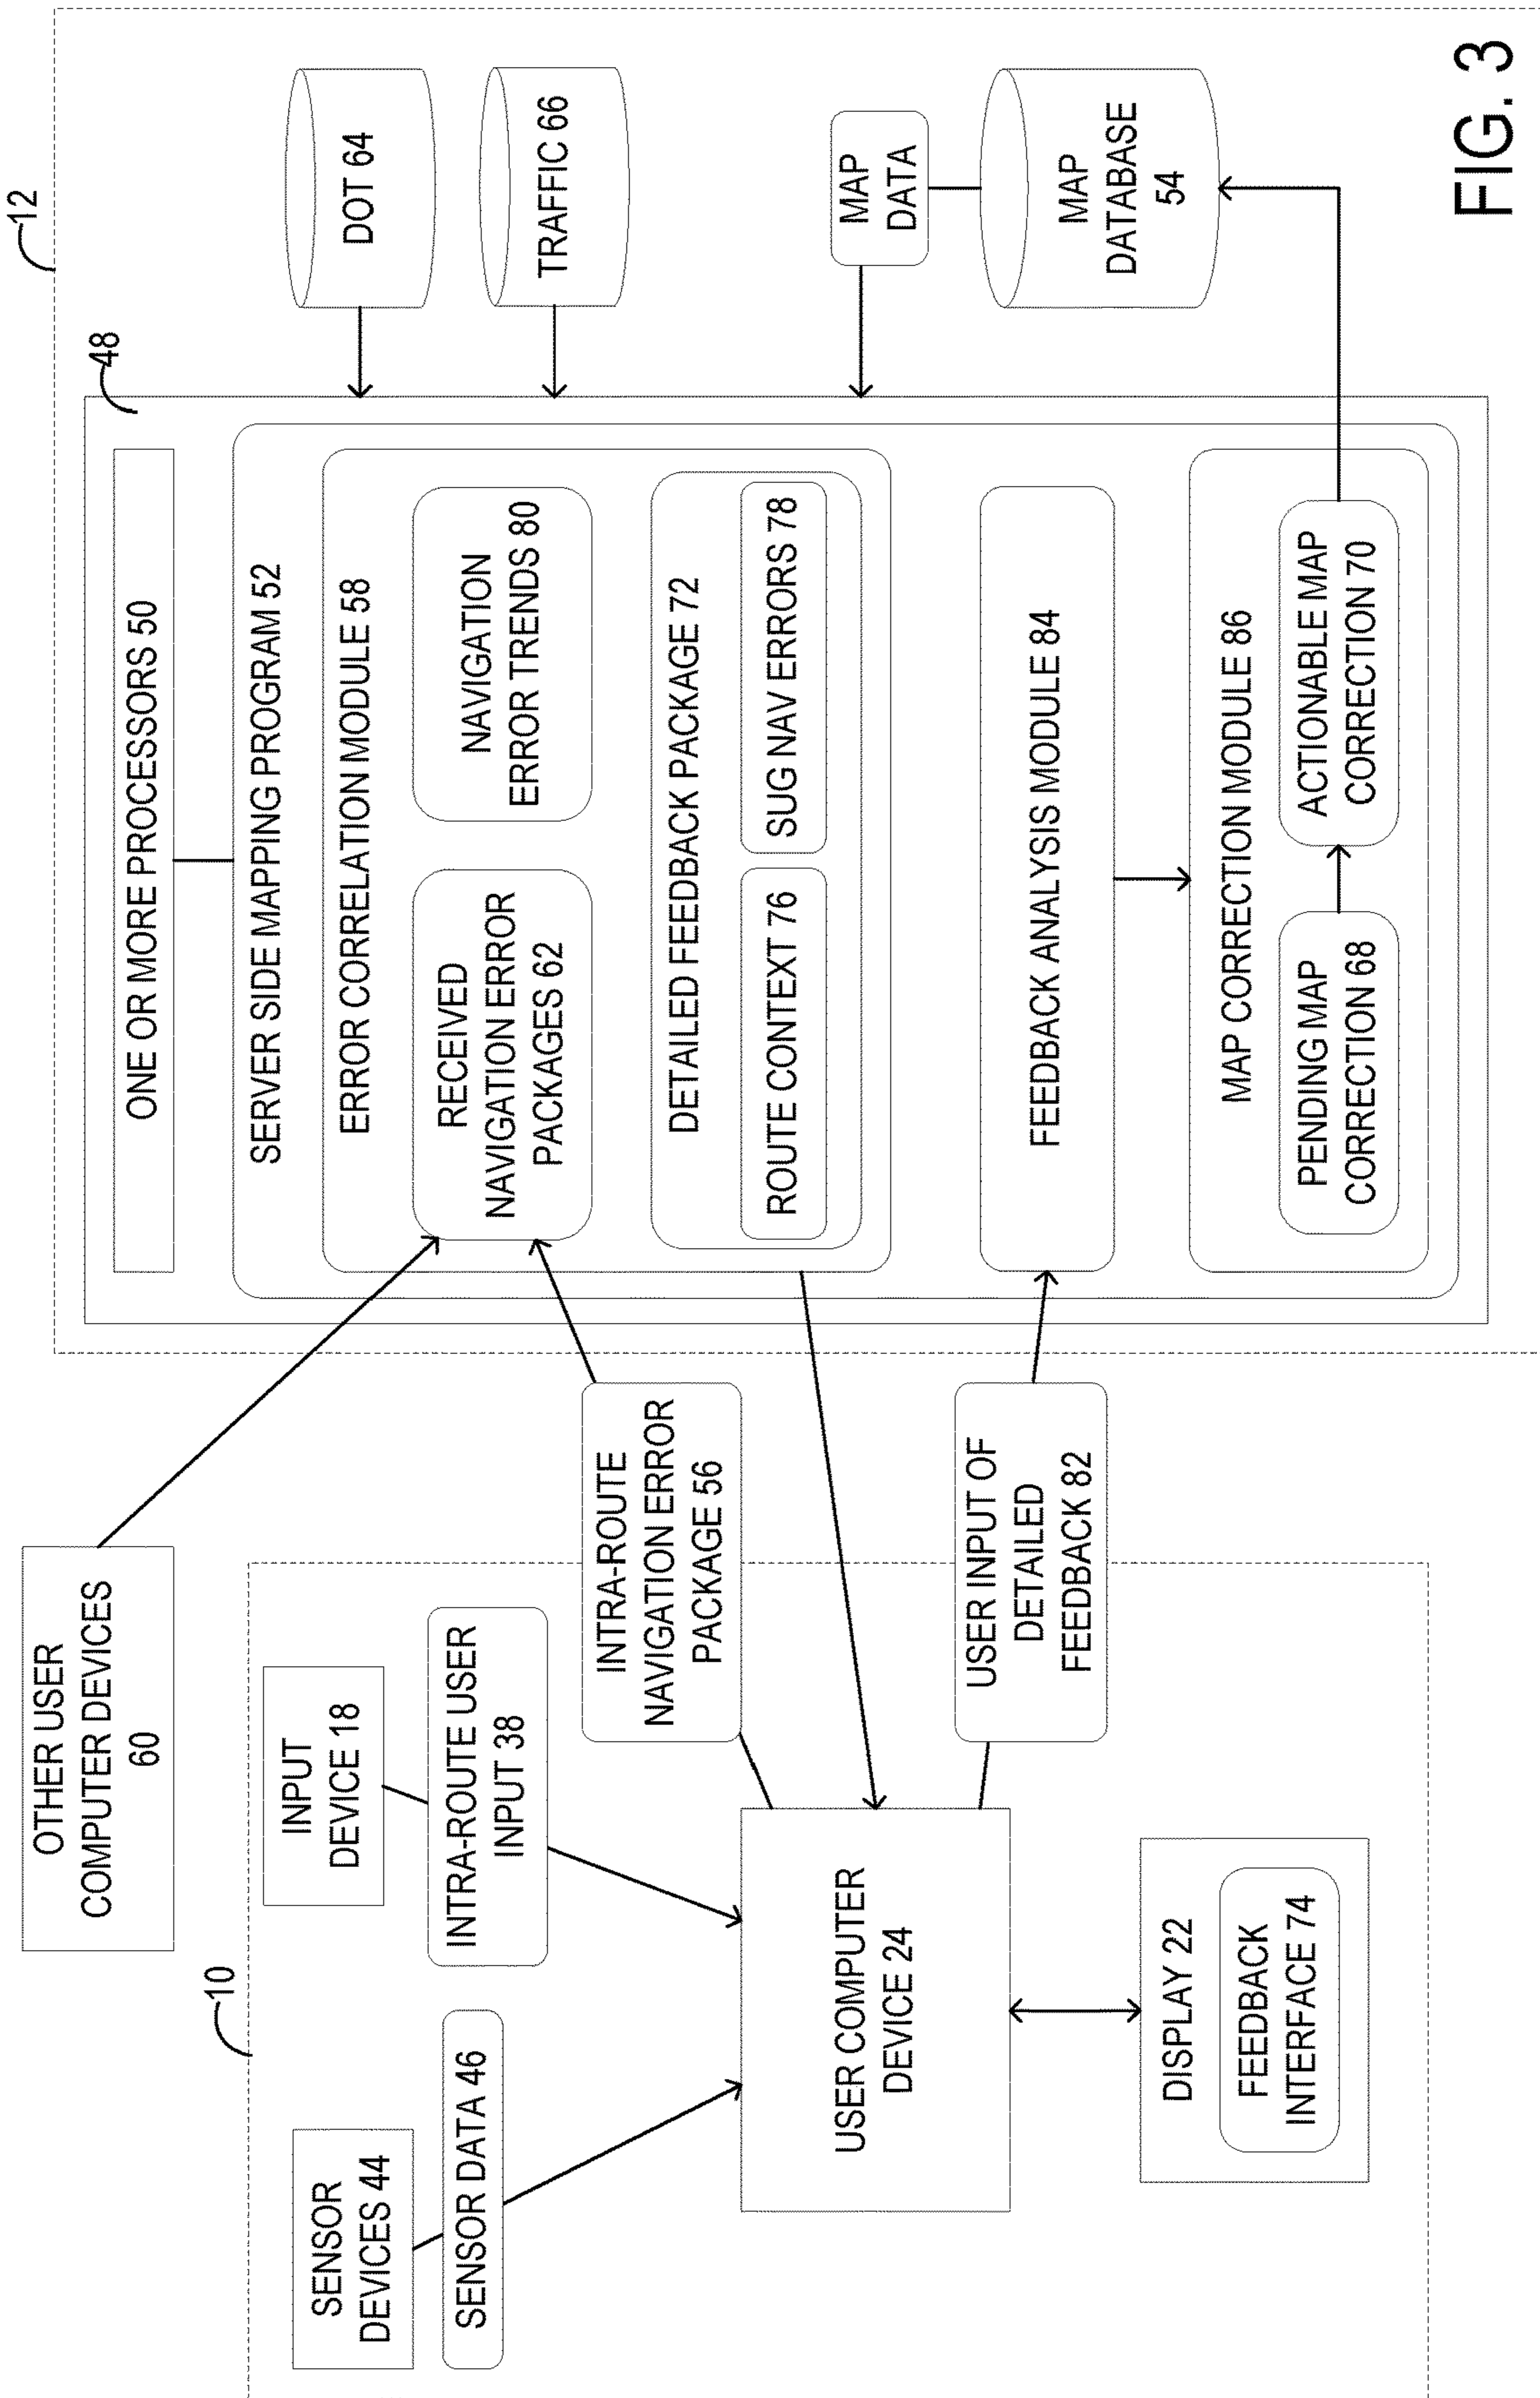 12
48
ONE OR MORE PROCESSORS 50
SERVER SIDE MAPPING PROGRAM 52
ERROR CORRELATION MODULE 58
RECEIVED
NAVIGATION ERROR
PACKAGES 62
NAVIGATION
ERROR TRENDS 80
DETAILED FEEDBACK PACKAGE 72
ROUTE CONTEXT 76
SUG NAV ERRORS 78
FEEDBACK ANALYSIS MODULE 84
MAP CORRECTION MODULE 86
PENDING MAP
CORRECTION 68
ACTIONABLE MAP
CORRECTION 70
DOT 64
TRAFFIC 66
MAP
DATA
MAP
DATABASE
54
OTHER USER
COMPUTER DEVICES
60
10
SENSOR
DEVICES 44
SENSOR DATA 46
INPUT
DEVICE 18
INTRA-ROUTE USER
INPUT 38
INTRA-ROUTE
NAVIGATION ERROR
PACKAGE 56
USER COMPUTER
DEVICE 24
USER INPUT OF
DETAILED
FEEDBACK 82
DISPLAY 22
FEEDBACK
INTERFACE 74
FIG. 3